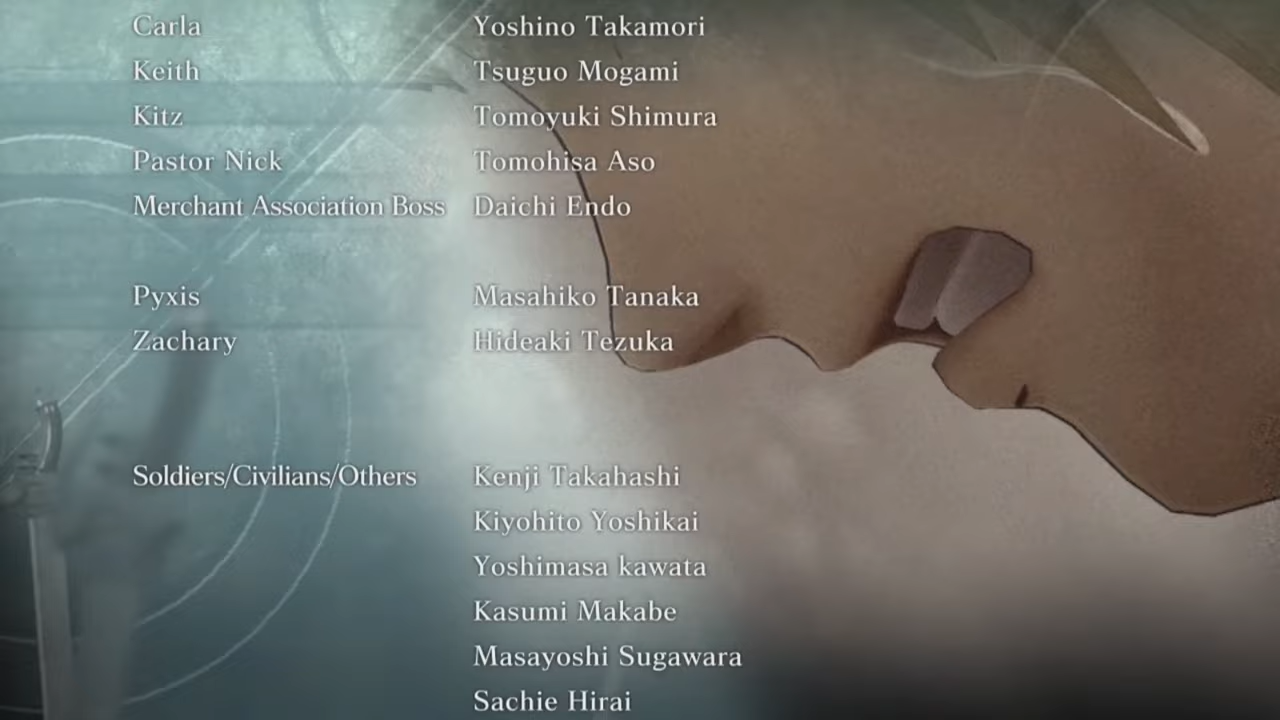 Carla Yoshino Takamori
Keith Tsuguo Mogami
Kitz Tomoyuki Shimura
Pastor Nick Tomohisa Aso
Merchant Association Boss Daichi Endo
Pyxis Masahiko Tanaka
Zachary Hideaki Tezuka
Soldiers/Civilians/Others Kenji Takahashi
Kiyohito Yoshikai
Yoshimasa kawata
Kasumi Makabe
Masayoshi Sugawara
Sachie Hirai